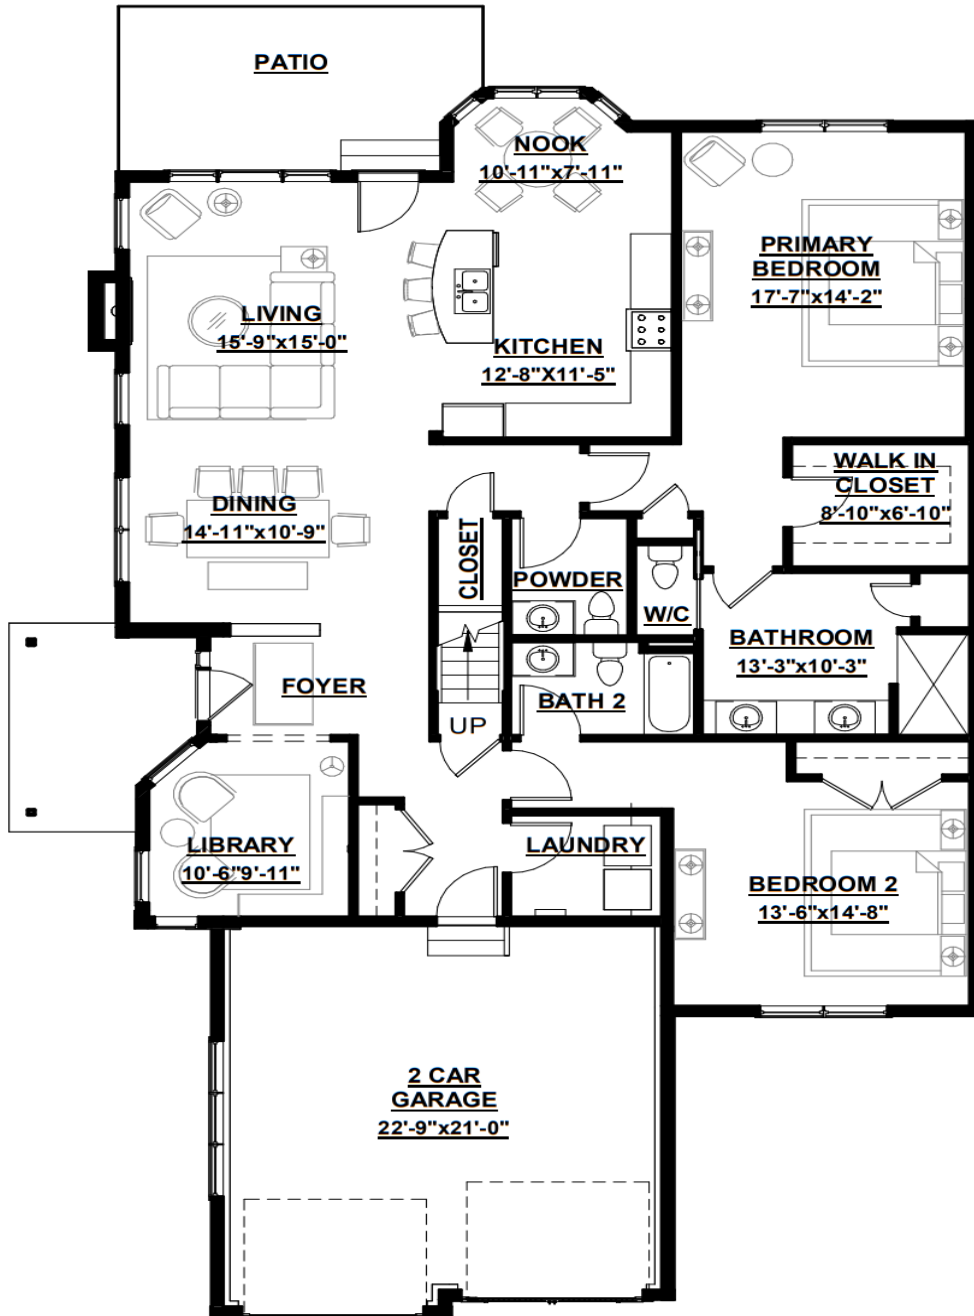 PATIO
NOOK
10'-11"x7'-11"
PRIMARY
BEDROOM
17'-7"x14'-2"
LIVING
15'-9"x15'-0"
KITCHEN
12'-8"X11'-5"
WALK IN
CLOSET
8'-10"x6'-10"
DINING
14'-11"x10'-9"
CLOSET
POWDER
W/C
BATHROOM
13'-3"x10'-3"
FOYER
BATH 2
UP
LIBRARY
10'-6"9'-11"
LAUNDRY
BEDROOM 2
13'-6"x14'-8"
2 CAR
GARAGE
22'-9"x21'-0"